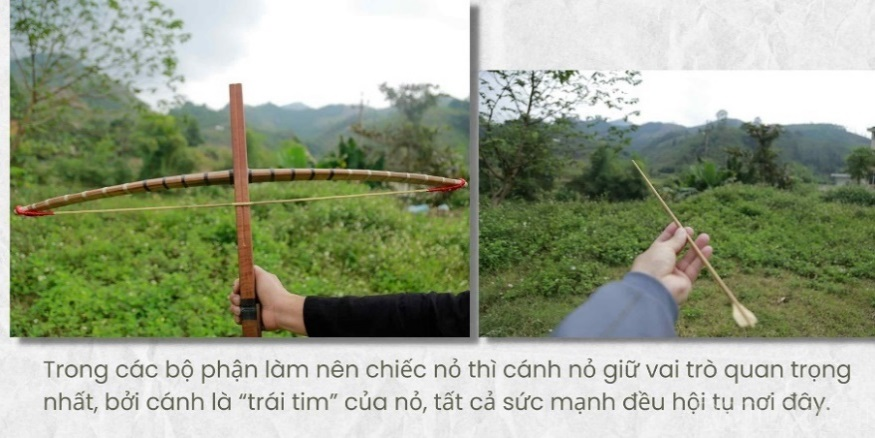 Trong các bộ phận làm nên chiếc nỏ thì cánh nỏ giữ vai trò quan trọng
nhất, bởi cánh là “trái tim” của nỏ, tất cả sức mạnh đều hội tụ nơi đây.